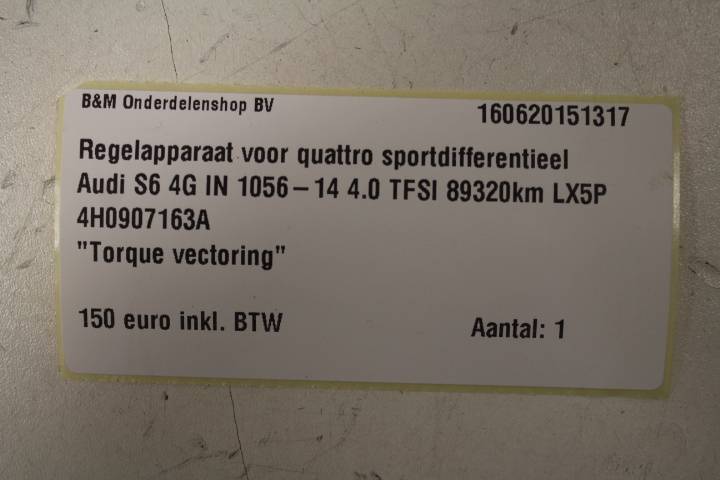 B&M Onderdelenshop BV 160620151317
Regelapparaat voor quattro sportdifferentieel
Audi S6 4G IN 1056-14 4.0 TFSI 89320km LX5P
4H0907163A
"Torque vectoring"
150 euro inkl. BTW Aantal: 1